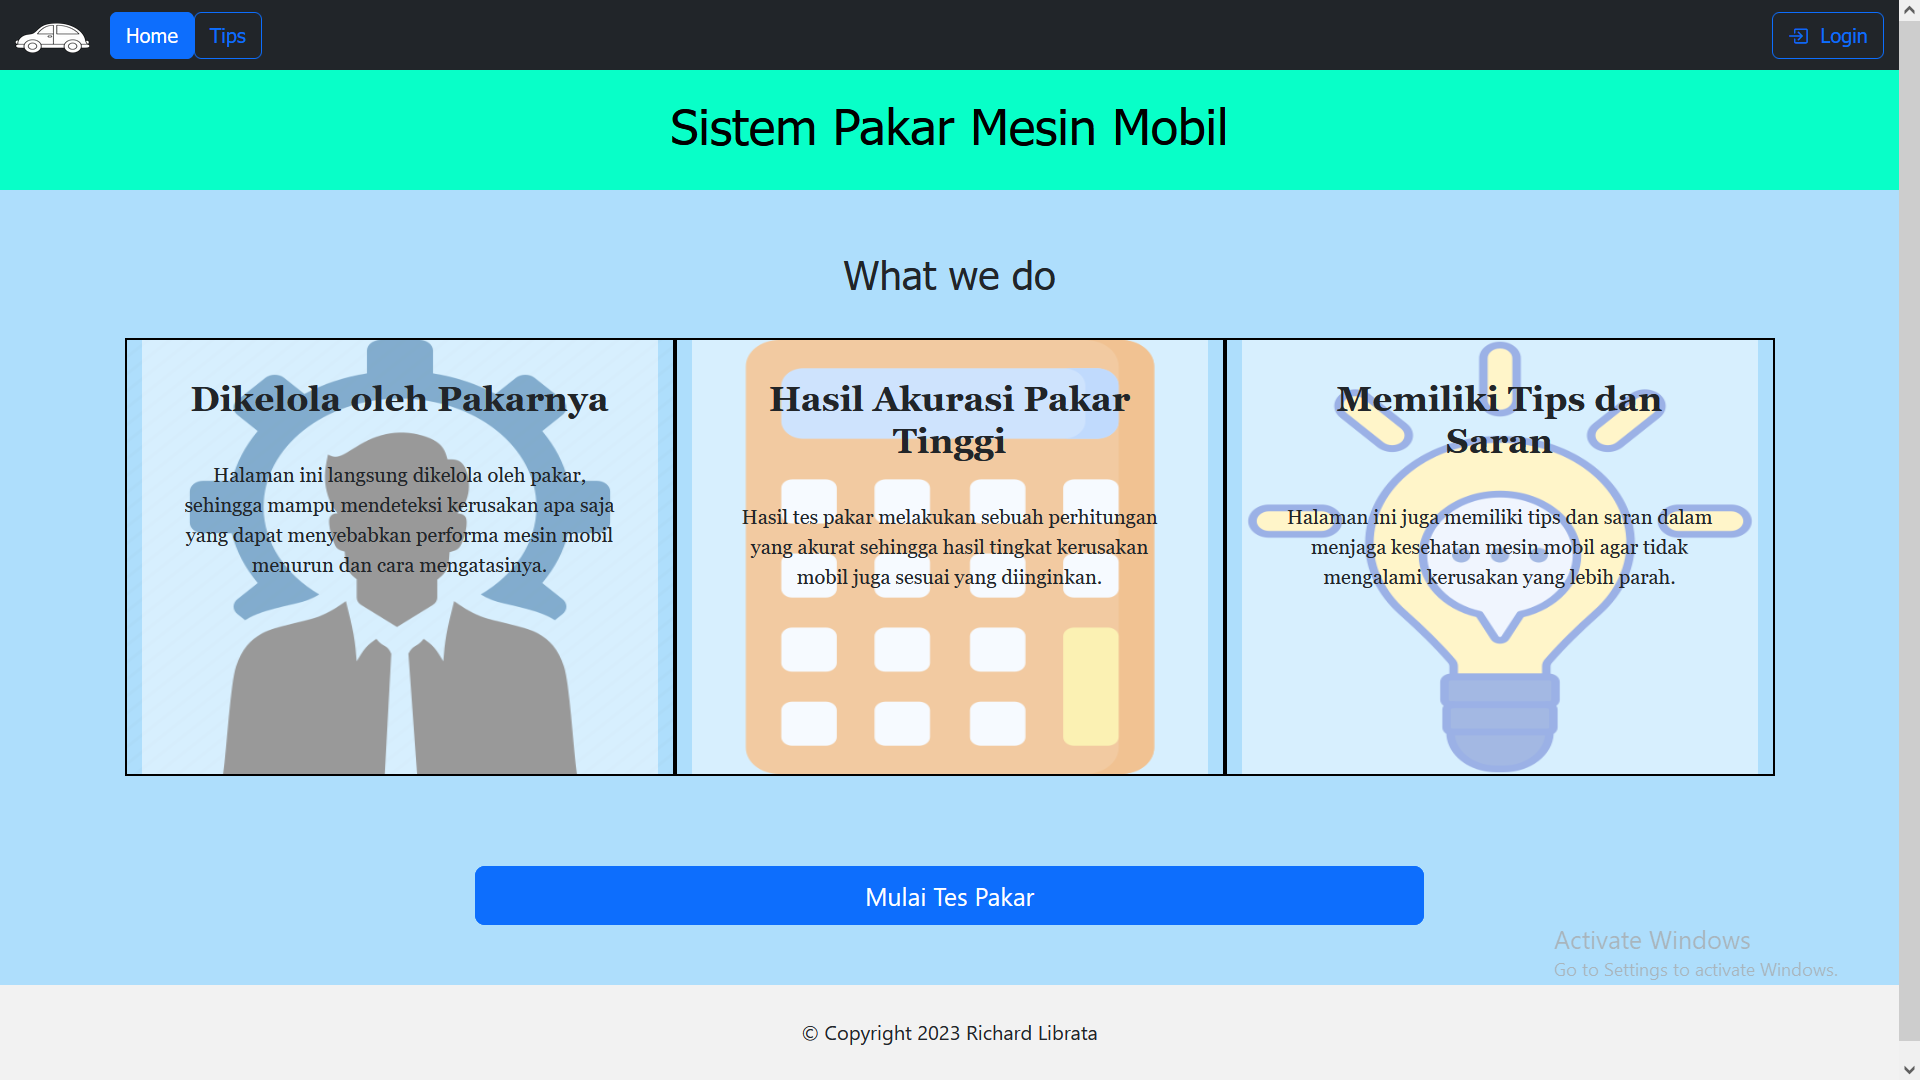 Home
Tips
Login
Sistem Pakar Mesin Mobil
What we do
Dikelola oleh Pakarnya
Halaman ini langsung dikelola oleh pakar,
sehingga mampu mendeteksi kerusakan apa saja
yang dapat menyebabkan performa mesin mobil
menurun dan cara mengatasinya.
Hasil Akurasi Pakar
Tinggi
Hasil tes pakar melakukan sebuah perhitungan
yang akurat sehingga hasil tingkat kerusakan
mobil juga sesuai yang diinginkan.
Memiliki Tips dan
Saran
Halaman ini juga memiliki tips dan saran dalam
menjaga kesehatan mesin mobil agar tidak
mengalami kerusakan yang lebih parah.
Mulai Tes Pakar
Activate Windows
Go to Settings to activate Windows.
© Copyright 2023 Richard Librata